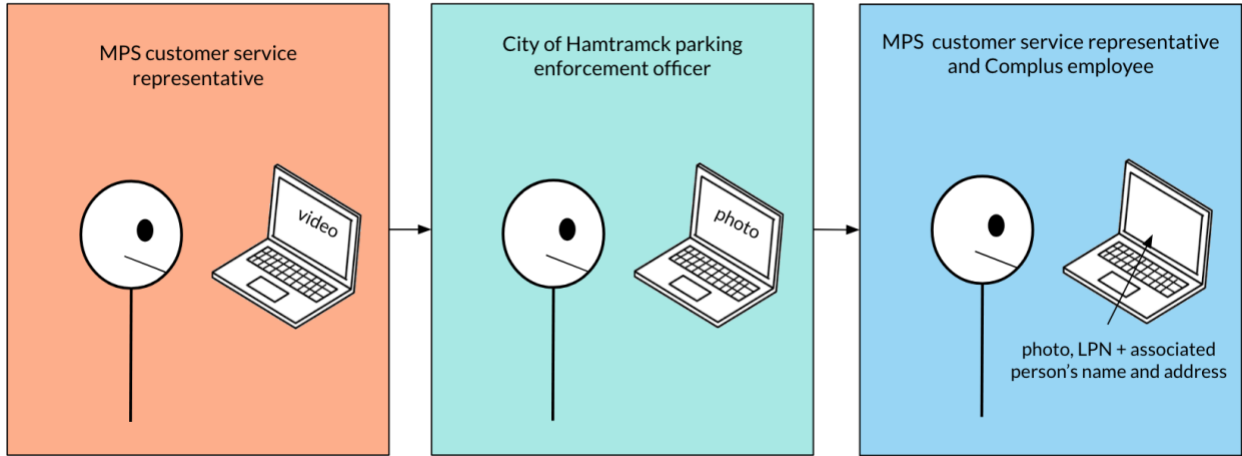 MPS customer service
representative
video
City of Hamtramck parking
enforcement officer
photo
MPS  customer service representative
and Complus employee
photo, LPN + associated
person's name and address